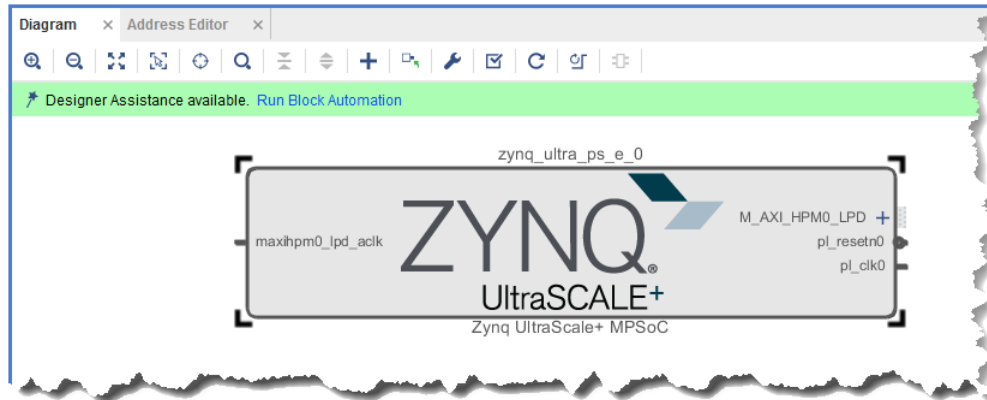 Diagram × Address Editor ×
Designer Assistance available. Run Block Automation
zynq_ultra_ps_e_0
ZYNQ®
UltraSCALE+
maxihpm0_lpd_aclk
M_AXI_HPM0_LPD +
pl_resetn0
pl_clk0
Zynq UltraScale+ MPSoC